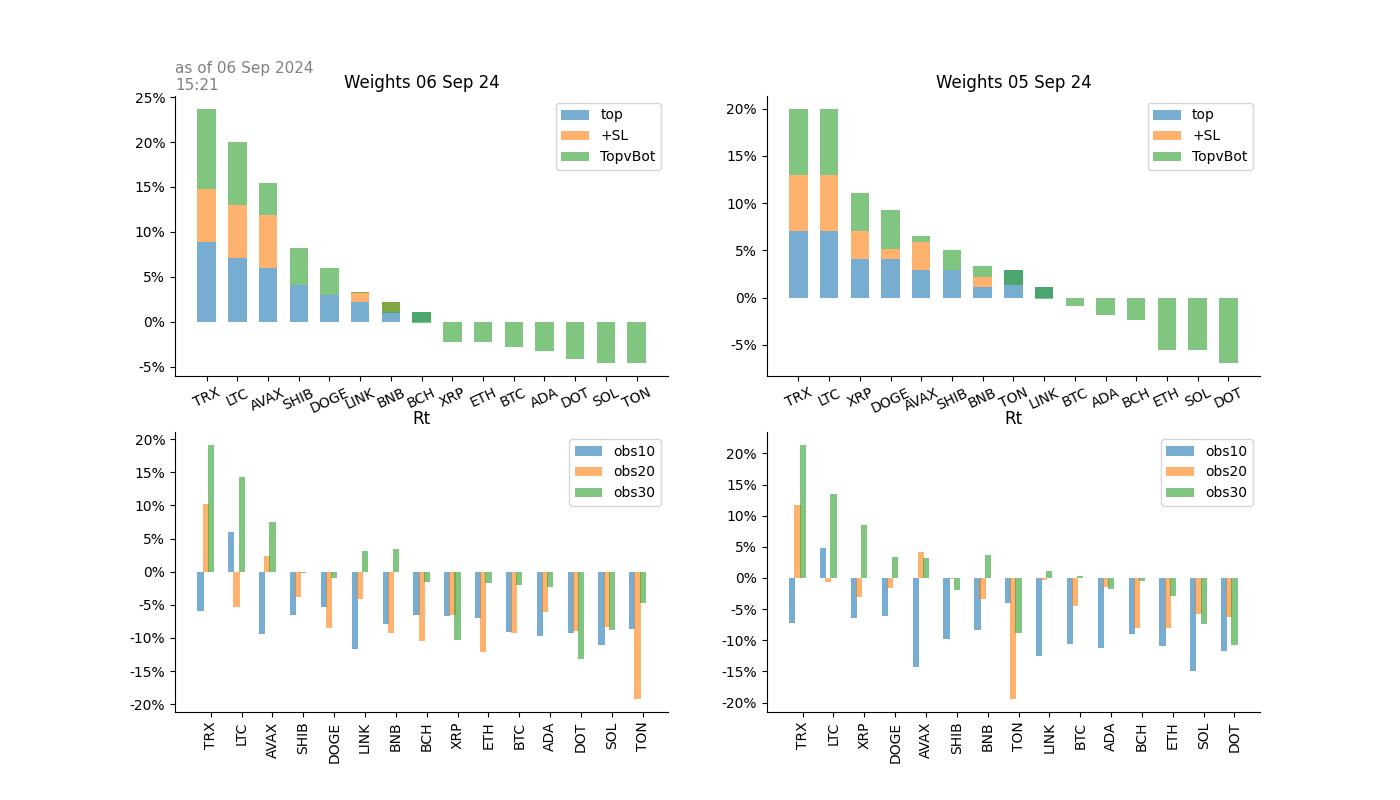 as of 06 Sep 2024
15:21
Weights 06 Sep 24
25%
20%
15%
10%
5%
0%
-5%
top
+SL
TopvBot
TRX LTC AVAX SHIB DOGE LINK BNB BCH XRP ETH BTC ADA DOT SOL TON
Weights 05 Sep 24
20%
15%
10%
5%
0%
-5%
top
+SL
TopvBot
TRX LTC XRP DOGE AVAX SHIB BNB TON LINK BTC ADA BCH ETH SOL DOT
Rt
20%
15%
10%
5%
0%
-5%
-10%
-15%
-20%
obs10
obs20
obs30
TRX LTC AVAX SHIB DOGE LINK BNB BCH XRP ETH BTC ADA DOT SOL TON
Rt
20%
15%
10%
5%
0%
-5%
-10%
-15%
-20%
obs10
obs20
obs30
TRX LTC XRP DOGE AVAX SHIB BNB TON LINK BTC ADA BCH ETH SOL DOT